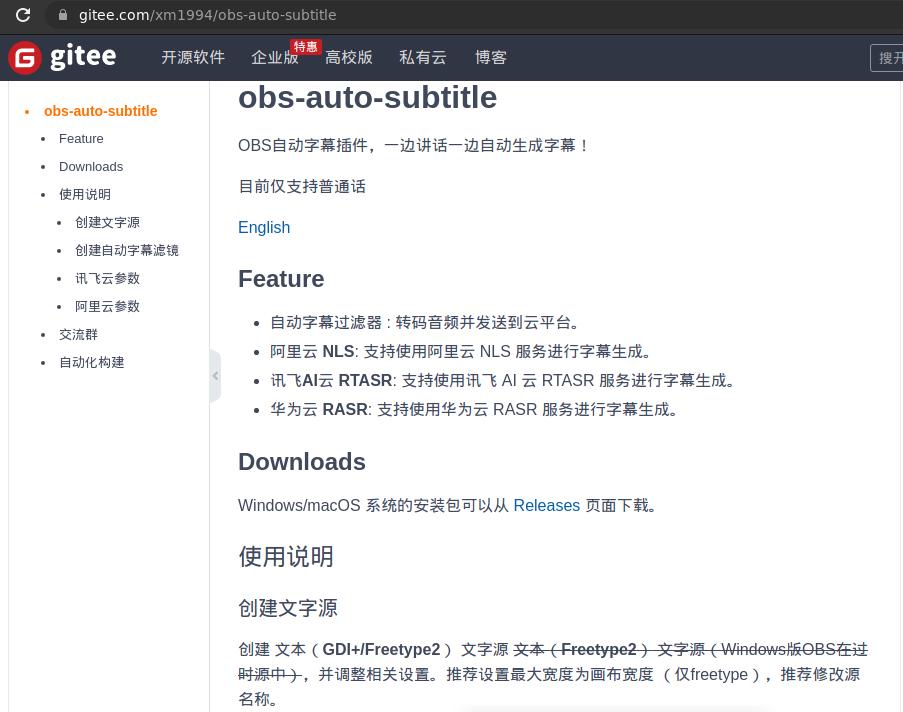 gitee.com/xm1994/obs-auto-subtitle
gitee 开源软件 企业版 特惠 高校版 私有云 博客 搜开
obs-auto-subtitle
Feature
Downloads
使用说明
创建文字源
创建自动字幕滤镜
讯飞云参数
阿里云参数
交流群
自动化构建
obs-auto-subtitle
OBS自动字幕插件，一边讲话一边自动生成字幕！
目前仅支持普通话
English
Feature
自动字幕过滤器：转码音频并发送到云平台。
阿里云 NLS: 支持使用阿里云 NLS 服务进行字幕生成。
讯飞AI云 RTASR: 支持使用讯飞 AI 云 RTASR 服务进行字幕生成。
华为云 RASR: 支持使用华为云 RASR 服务进行字幕生成。
Downloads
Windows/macOS 系统的安装包可以从 Releases 页面下载。
使用说明
创建文字源
创建 文本（GDI+/Freetype2） 文字源 文本（Freetype2） 文字源（Windows版OBS在过
时源中），并调整相关设置。推荐设置最大宽度为画布宽度 （仅freetype），推荐修改源
名称。